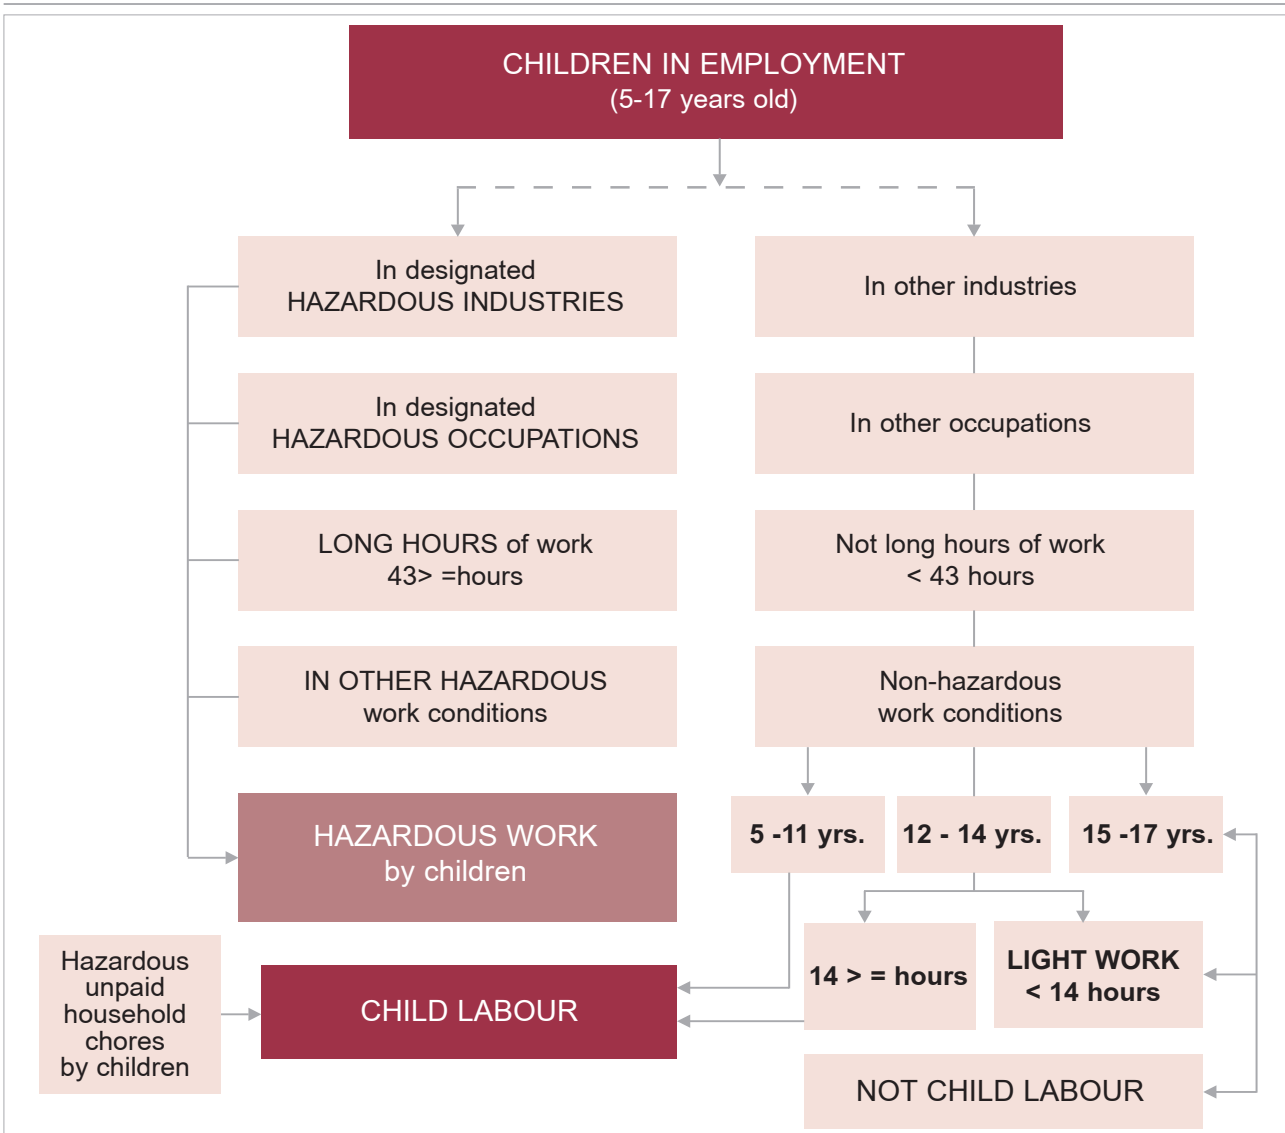 CHILDREN IN EMPLOYMENT
(5-17 years old)
In designated
HAZARDOUS INDUSTRIES
In other industries
In designated
HAZARDOUS OCCUPATIONS
In other occupations
LONG HOURS of work
43> =hours
Not long hours of work
< 43 hours
IN OTHER HAZARDOUS
work conditions
Non-hazardous
work conditions
HAZARDOUS WORK
by children
5 -11 yrs.
12 - 14 yrs.
15 -17 yrs.
Hazardous
unpaid
household
chores
by children
CHILD LABOUR
14 > = hours
LIGHT WORK
< 14 hours
NOT CHILD LABOUR